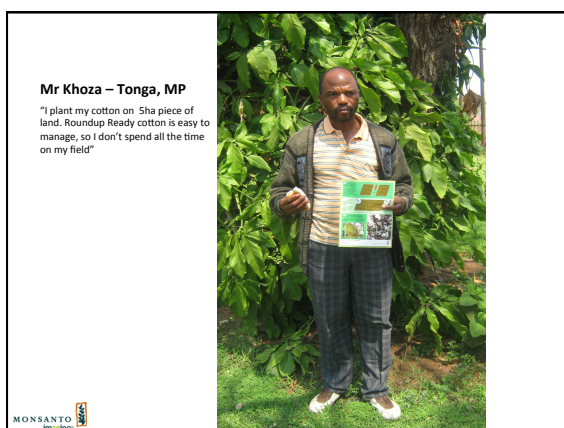 Mr Khoza – Tonga, MP
“I plant my cotton on  5ha piece of
land. Roundup Ready cotton is easy to
manage, so I don’t spend all the time
on my field”
MONSANTO
imagine